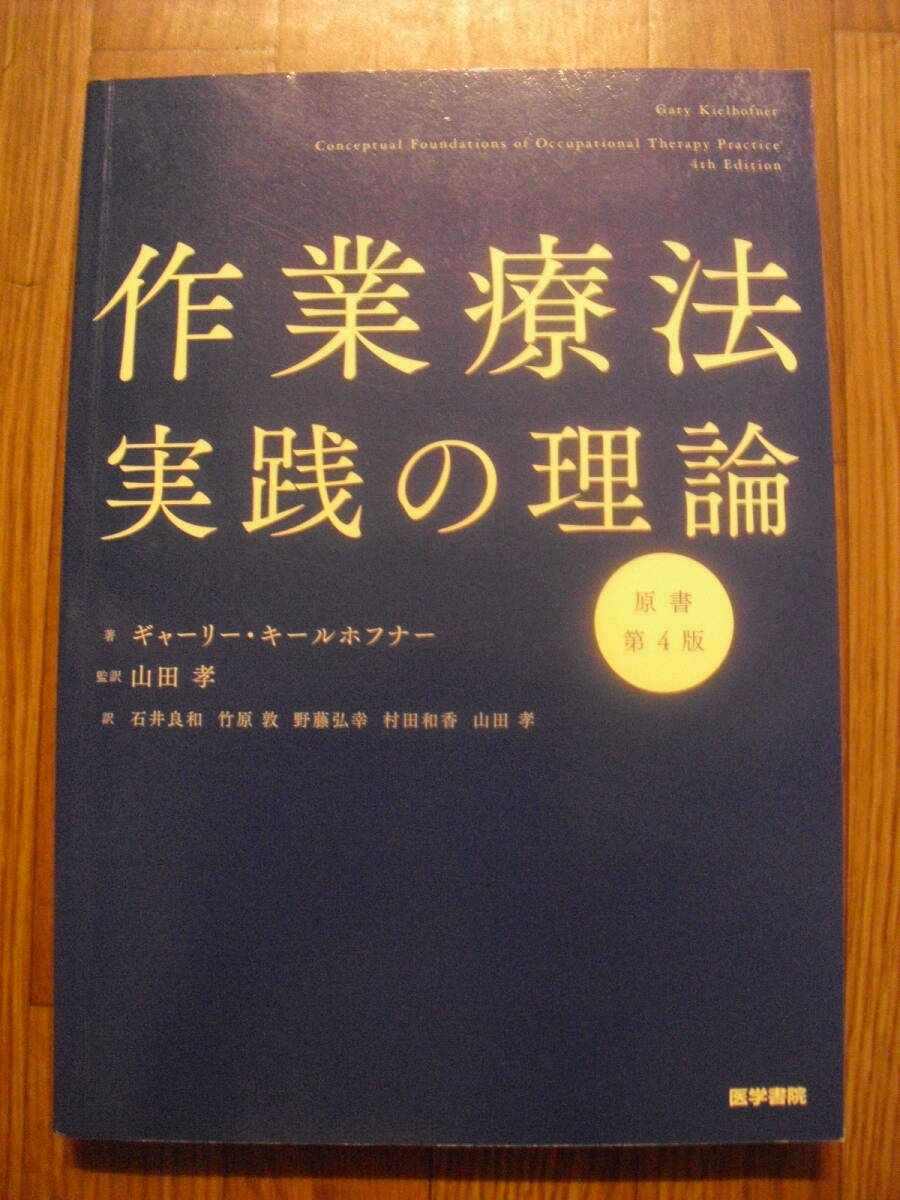 Gary Kielhofner
Conceptual Foundations of Occupational Therapy Practice
4th Edition
作業療法
実践の理論
原書
第4版
著 ギャーリー・キールホフナー
監訳 山田 孝
訳 石井良和 竹原 敦 野藤弘幸 村田和香 山田 孝
医学書院